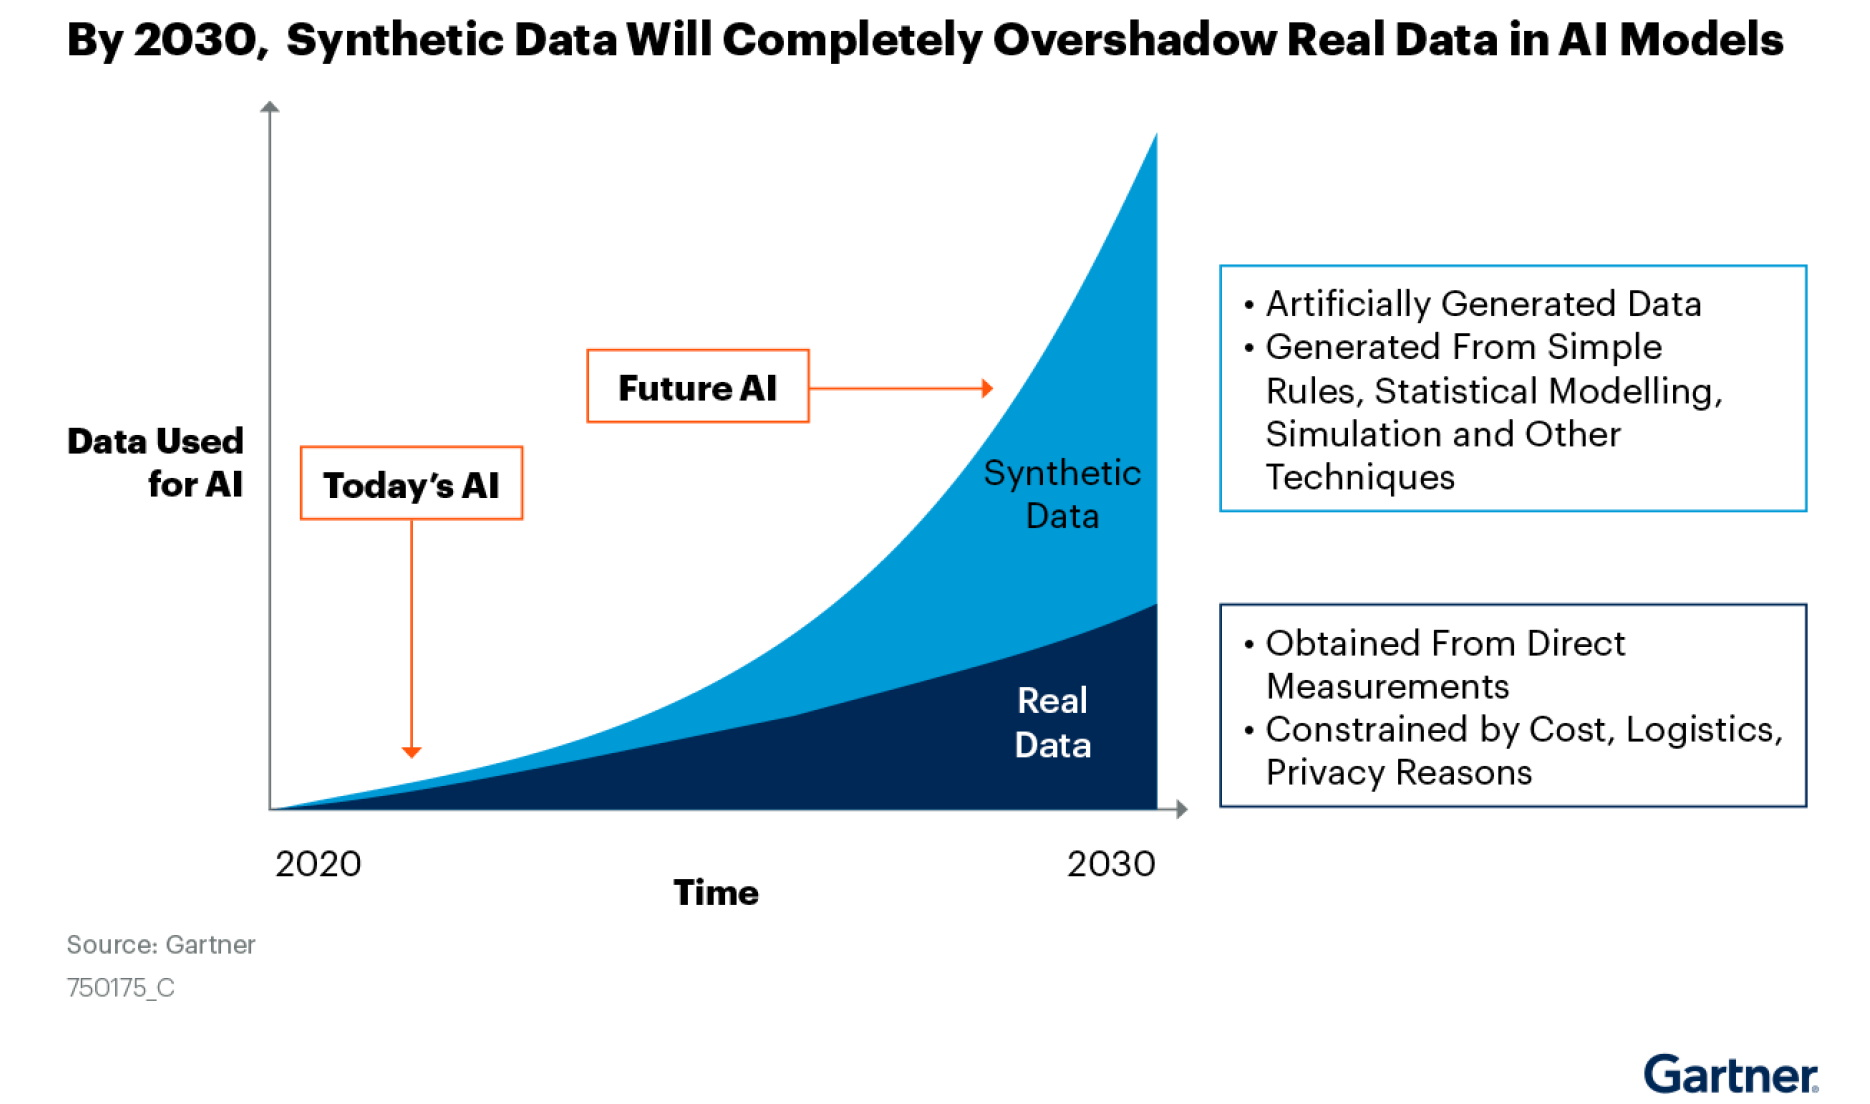 By 2030, Synthetic Data Will Completely Overshadow Real Data in AI Models
Data Used
for AI
Today's AI
Future AI
Synthetic
Data
Real
Data
• Artificially Generated Data
• Generated From Simple
Rules, Statistical Modelling,
Simulation and Other
Techniques
• Obtained From Direct
Measurements
• Constrained by Cost, Logistics,
Privacy Reasons
2020
2030
Time
Source: Gartner
750175_C
Gartner®